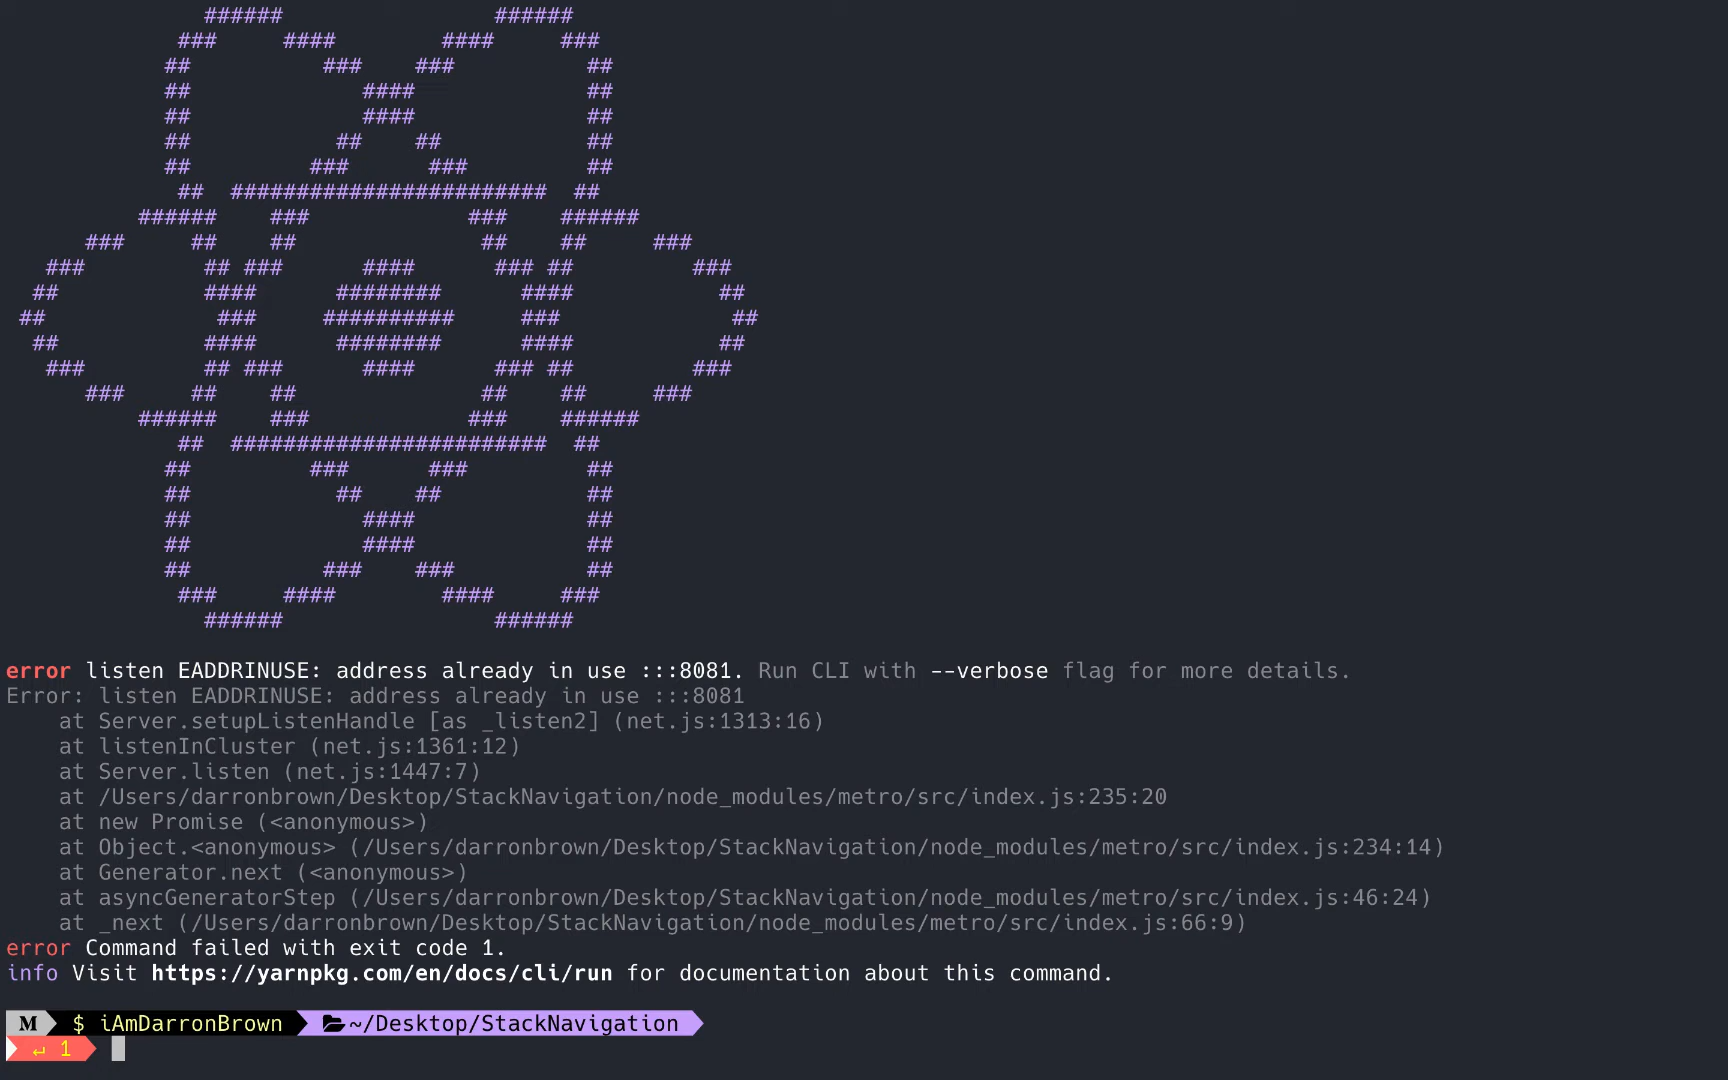 ######                ######
              ###     ####        ####     ###
             ##          ###    ###          ##
             ##             ####             ##
             ##             ####             ##
             ##           ##    ##           ##
             ##         ###      ###         ##
              ##  ########################  ##
           ######    ###            ###    ######
       ###     ##    ##              ##    ##     ###
    ###         ## ###      ####      ### ##         ###
   ##           ####      ########      ####           ##
  ##             ###     ##########     ###             ##
   ##           ####      ########      ####           ##
    ###         ## ###      ####      ### ##         ###
       ###     ##    ##              ##    ##     ###
           ######    ###            ###    ######
              ##  ########################  ##
             ##         ###      ###         ##
             ##           ##    ##           ##
             ##             ####             ##
             ##             ####             ##
             ##          ###    ###          ##
              ###     ####        ####     ###
                ######                ######
error listen EADDRINUSE: address already in use :::8081. Run CLI with --verbose flag for more details.
Error: listen EADDRINUSE: address already in use :::8081
    at Server.setupListenHandle [as _listen2] (net.js:1313:16)
    at listenInCluster (net.js:1361:12)
    at Server.listen (net.js:1447:7)
    at /Users/darronbrown/Desktop/StackNavigation/node_modules/metro/src/index.js:235:20
    at new Promise (<anonymous>)
    at Object.<anonymous> (/Users/darronbrown/Desktop/StackNavigation/node_modules/metro/src/index.js:234:14)
    at Generator.next (<anonymous>)
    at asyncGeneratorStep (/Users/darronbrown/Desktop/StackNavigation/node_modules/metro/src/index.js:46:24)
    at _next (/Users/darronbrown/Desktop/StackNavigation/node_modules/metro/src/index.js:66:9)
error Command failed with exit code 1.
info Visit https://yarnpkg.com/en/docs/cli/run for documentation about this command.
M $ iAmDarronBrown ~/Desktop/StackNavigation
↵ 1